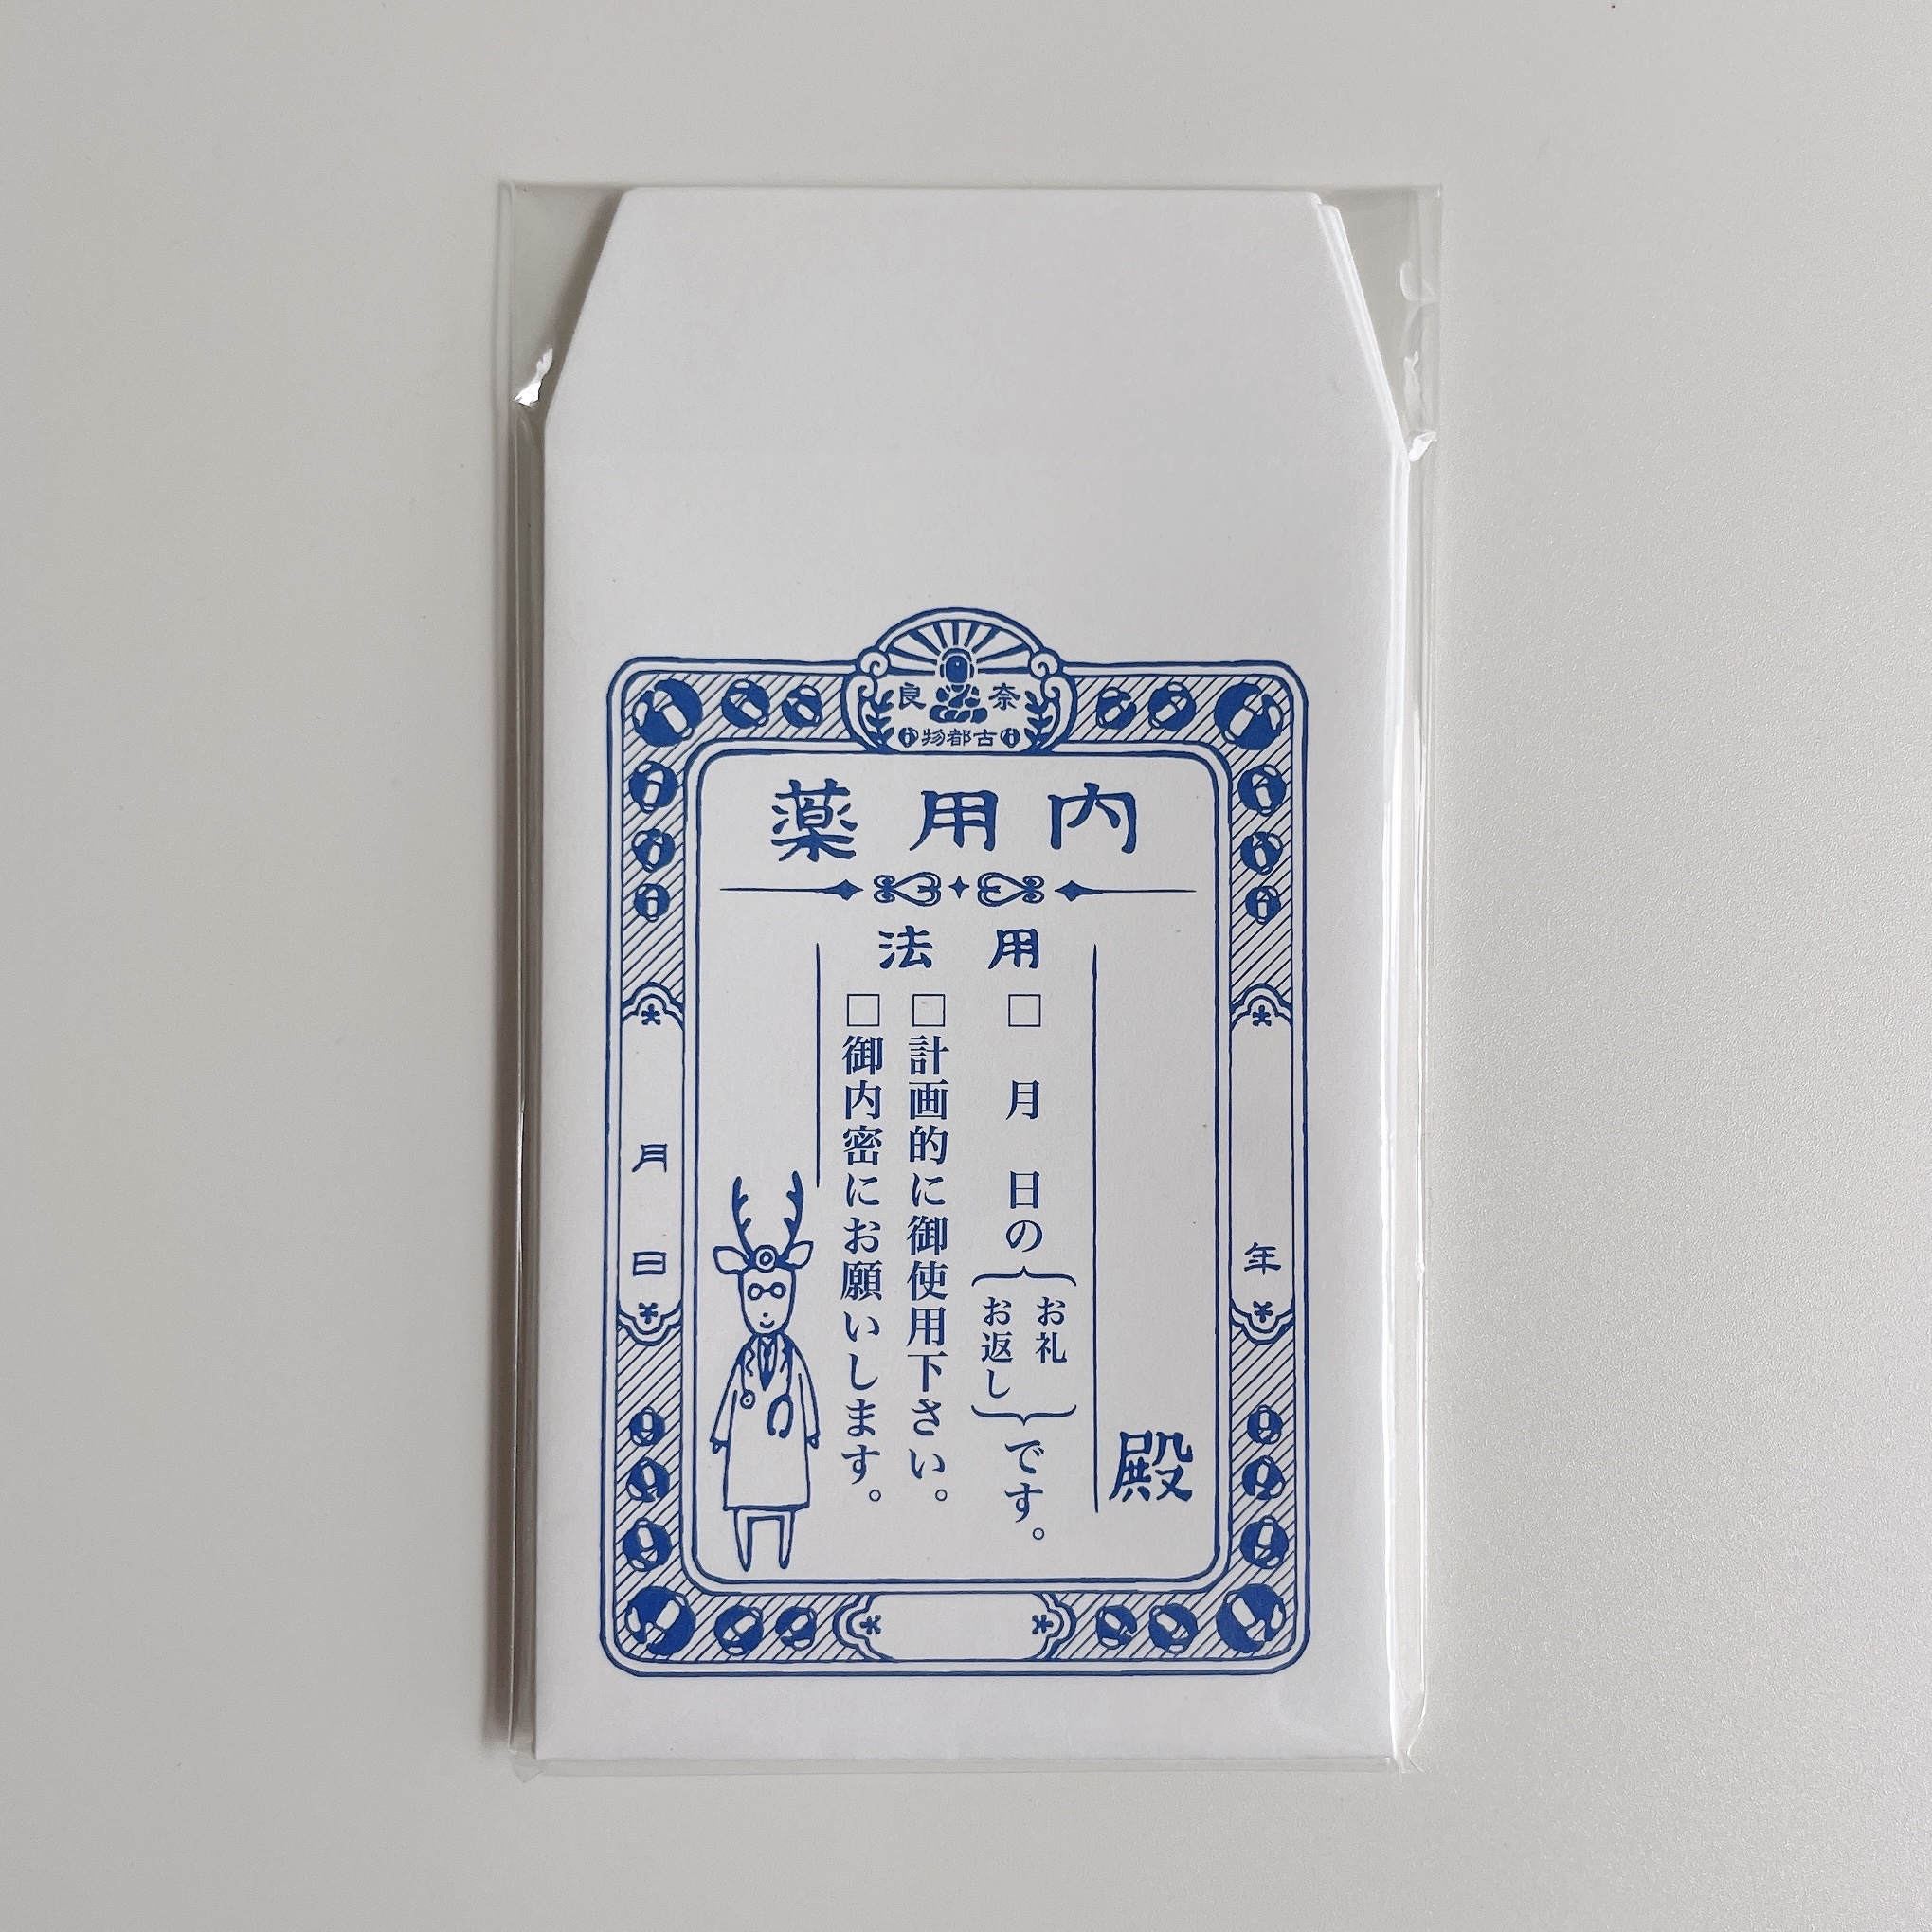 奈良
古都物
内用薬
用法
殿
□ 月 日の{お礼 お返し}です。
□計画的に御使用下さい。
□御内密にお願いします。
年
月 日